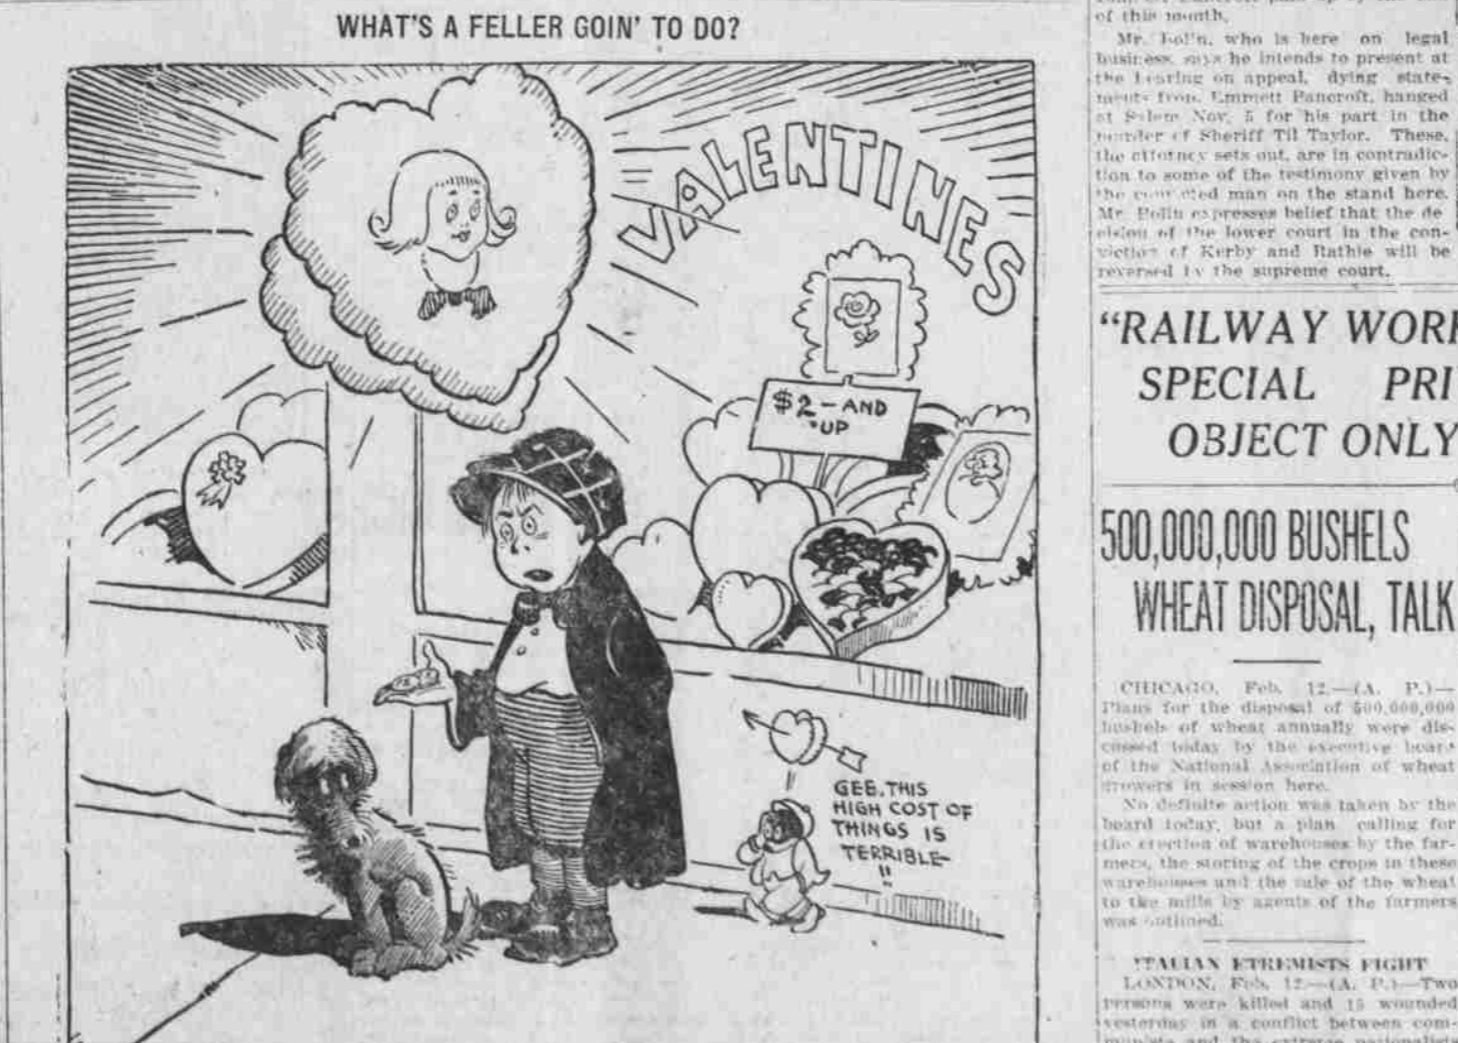 WHAT'S A FELLER GOIN' TO DO?
VALENTINES
$2 - AND
UP
GEE, THIS
HIGH COST OF
THINGS IS
TERRIBLE-
!!
of this month.
Mr. who is here on legal
business, says he intends to present at
the hearing on appeal, dying state-
ments from Emmett Bancroft, hanged
at Salem Nov. 5 for his part in the
murder of Sheriff Til Taylor. These,
the attorney sets out, are in contradic-
tion to some of the testimony given by
the convicted man on the stand here.
Mr. expresses belief that the de
cision of the lower court in the con-
viction of Kerby and Rathie will be
reversed by the supreme court.
"RAILWAY WOR
SPECIAL PRI
OBJECT ONLY
500,000,000 BUSHELS
WHEAT DISPOSAL, TALK
CHICAGO, Feb. 12.—(A. P.)—
Plans for the disposal of 500,000,000
bushels of wheat annually were dis-
cussed today by the executive board
of the National Association of wheat
growers in session here.
No definite action was taken by the
board today, but a plan calling for
the erection of warehouses by the far-
mers, the storing of the crops in these
warehouses and the sale of the wheat
to the mills by agents of the farmers
was outlined.
ITALIAN ETREMISTS FIGHT
LONDON, Feb. 12.—(A. P.)—Two
persons were killed and 15 wounded
yesterday in a conflict between com-
munists and the extreme nationalists